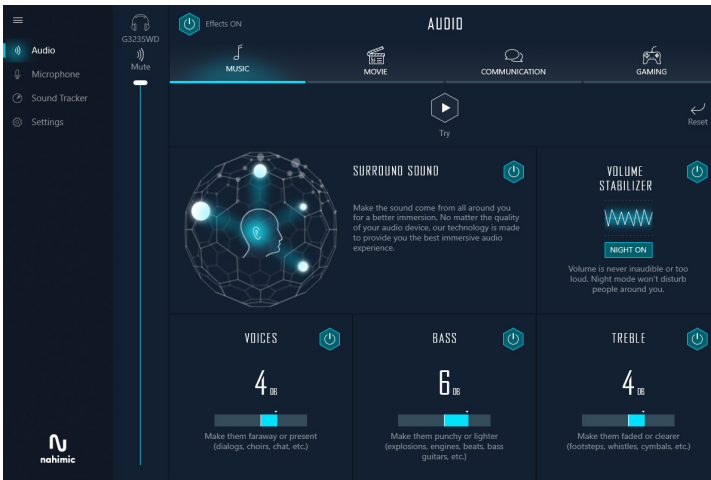 Audio
Microphone
Sound Tracker
Settings
nahimic
G3235WD
Mute
Effects ON
AUDIO
MUSIC
MOVIE
COMMUNICATION
GAMING
Try
Reset
SURROUND SOUND
Make the sound come from all around you
for a better immersion. No matter the quality
of your audio device, our technology is made
to provide you the best immersive audio
experience.
VOLUME
STABILIZER
NIGHT ON
Volume is never inaudible or too
loud. Night mode won't disturb
people around you.
VOICES
4 DB
Make them faraway or present
(dialogs, choirs, chat, etc.)
BASS
6 DB
Make them punchy or lighter
(explosions, engines, beats, bass
guitars, etc.)
TREBLE
4 DB
Make them faded or clearer
(footsteps, whistles, cymbals, etc.)